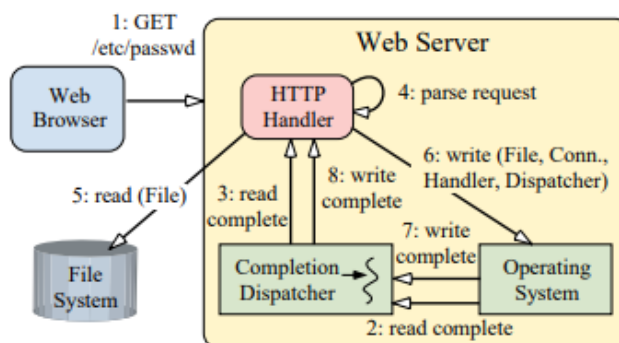 1: GET
/etc/passwd
Web Server
Web
Browser
HTTP
Handler
4: parse request
5: read (File)
3: read
complete
8: write
complete
6: write (File, Conn.,
Handler, Dispatcher)
7: write
complete
File
System
Completion
Dispatcher
Operating
System
2: read complete